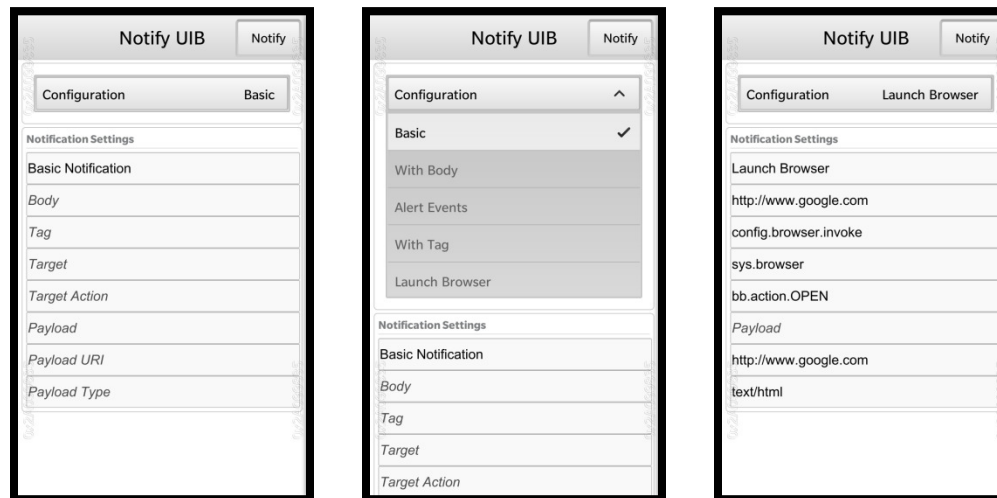 Notify UIB Notify
Configuration Basic
Notification Settings
Basic Notification
Body
Tag
Target
Target Action
Payload
Payload URI
Payload Type
Notify UIB Notify
Configuration
Basic
With Body
Alert Events
With Tag
Launch Browser
Notification Settings
Basic Notification
Body
Tag
Target
Target Action
Notify UIB Notify
Configuration Launch Browser
Notification Settings
Launch Browser
http://www.google.com
config.browser.invoke
sys.browser
bb.action.OPEN
Payload
http://www.google.com
text/html